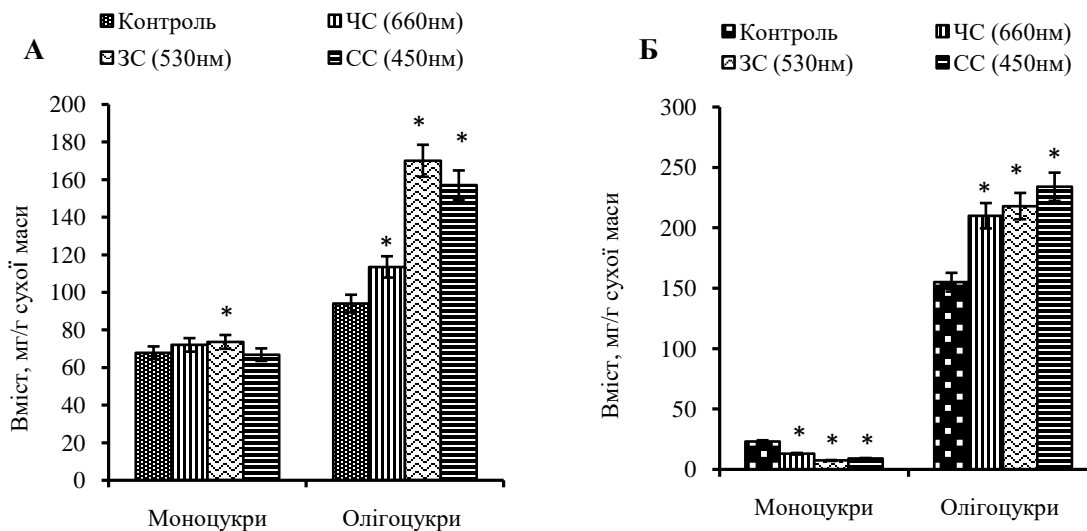 А
Контроль ЧС (660нм)
ЗС (530нм) СС (450нм)
Вміст, мг/г сухої маси
200
180
160
140
120
100
80
60
40
20
0
* * * *
Моноцукри Олігоцукри
Б
Контроль ЧС (660нм)
ЗС (530нм) СС (450нм)
Вміст, мг/г сухої маси
300
250
200
150
100
50
0
* * * * * *
Моноцукри Олігоцукри